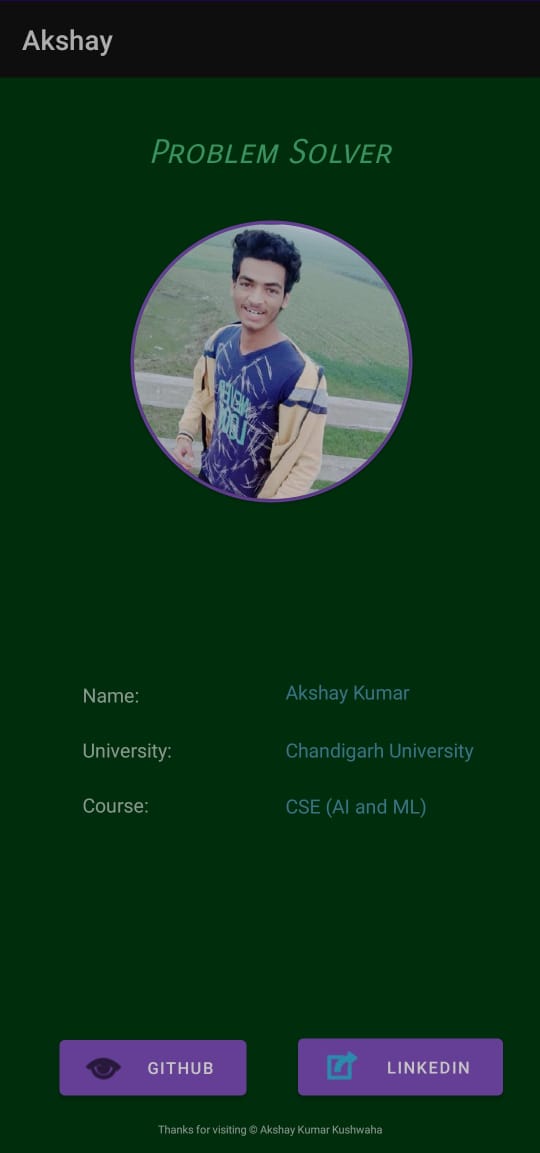 Akshay
PROBLEM SOLVER
Name: Akshay Kumar
University: Chandigarh University
Course: CSE (AI and ML)
GITHUB LINKEDIN
Thanks for visiting © Akshay Kumar Kushwaha